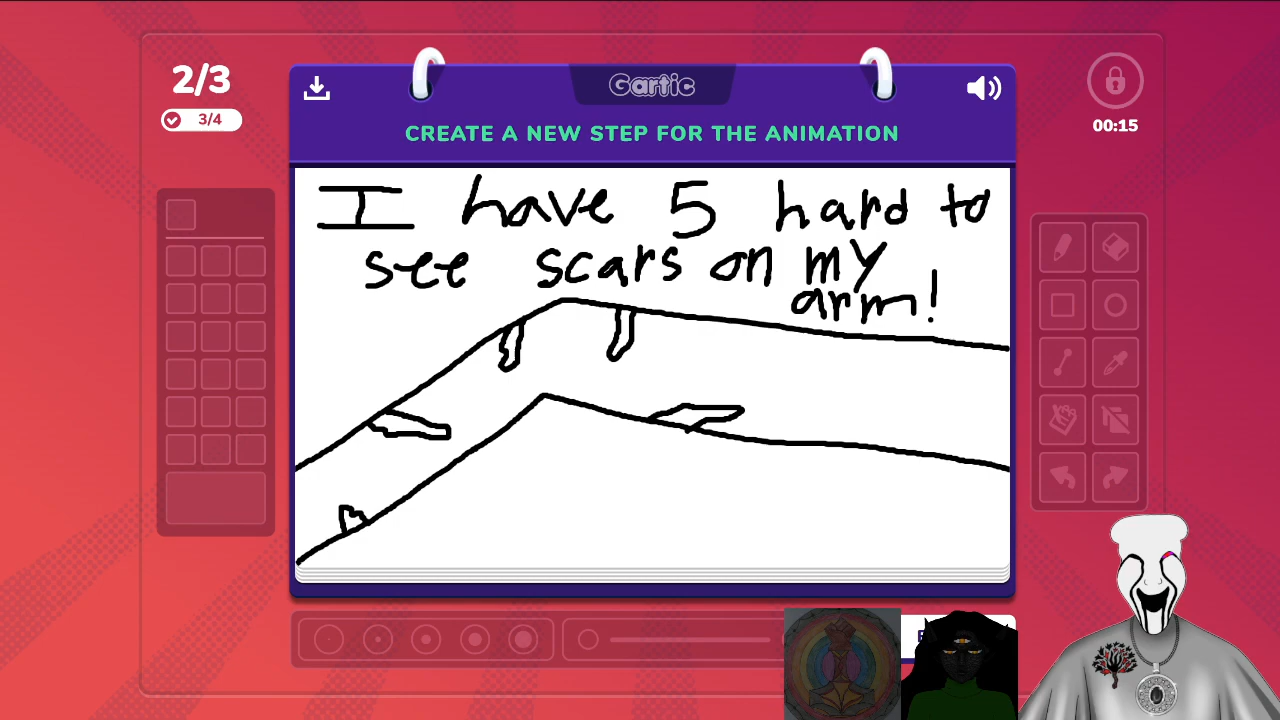 2/3
3/4
Gartic
CREATE A NEW STEP FOR THE ANIMATION
00:15
I have 5 hard to
see scars on my
arm!